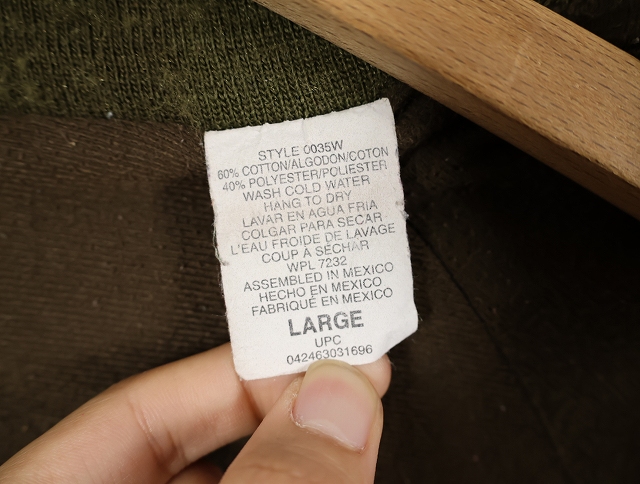 STYLE 0035W
60% COTTON/ALGODON/COTON
40% POLYESTER/POLIESTER
WASH COLD WATER
HANG TO DRY
LAVAR EN AGUA FRIA
COLGAR PARA SECAR
L'EAU FROIDE DE LAVAGE
COUP À SÉCHAR
WPL 7232
ASSEMBLED IN MEXICO
HECHO EN MEXICO
FABRIQUÉ EN MEXICO
LARGE
UPC
042463031696